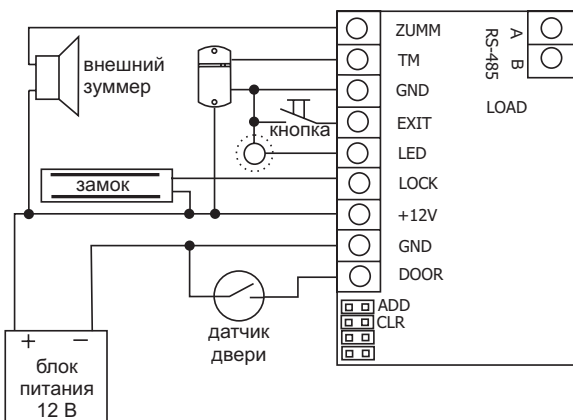 ZUMM
TM
GND
EXIT
LED
LOCK
+12V
GND
DOOR
A
B
RS-485
LOAD
ADD
CLR
внешний
зуммер
кнопка
замок
датчик
двери
+ −
блок
питания
12 В